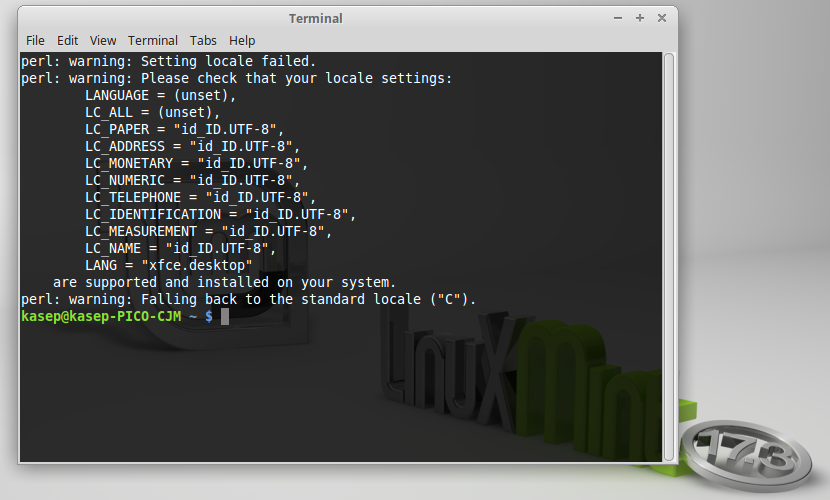 Terminal
File Edit View Terminal Tabs Help
perl: warning: Setting locale failed.
perl: warning: Please check that your locale settings:
        LANGUAGE = (unset),
        LC_ALL = (unset),
        LC_PAPER = "id_ID.UTF-8",
        LC_ADDRESS = "id_ID.UTF-8",
        LC_MONETARY = "id_ID.UTF-8",
        LC_NUMERIC = "id_ID.UTF-8",
        LC_TELEPHONE = "id_ID.UTF-8",
        LC_IDENTIFICATION = "id_ID.UTF-8",
        LC_MEASUREMENT = "id_ID.UTF-8",
        LC_NAME = "id_ID.UTF-8",
        LANG = "xfce.desktop"
    are supported and installed on your system.
perl: warning: Falling back to the standard locale ("C").
kasep@kasep-PICO-CJM ~ $
LinuxMint
17.3